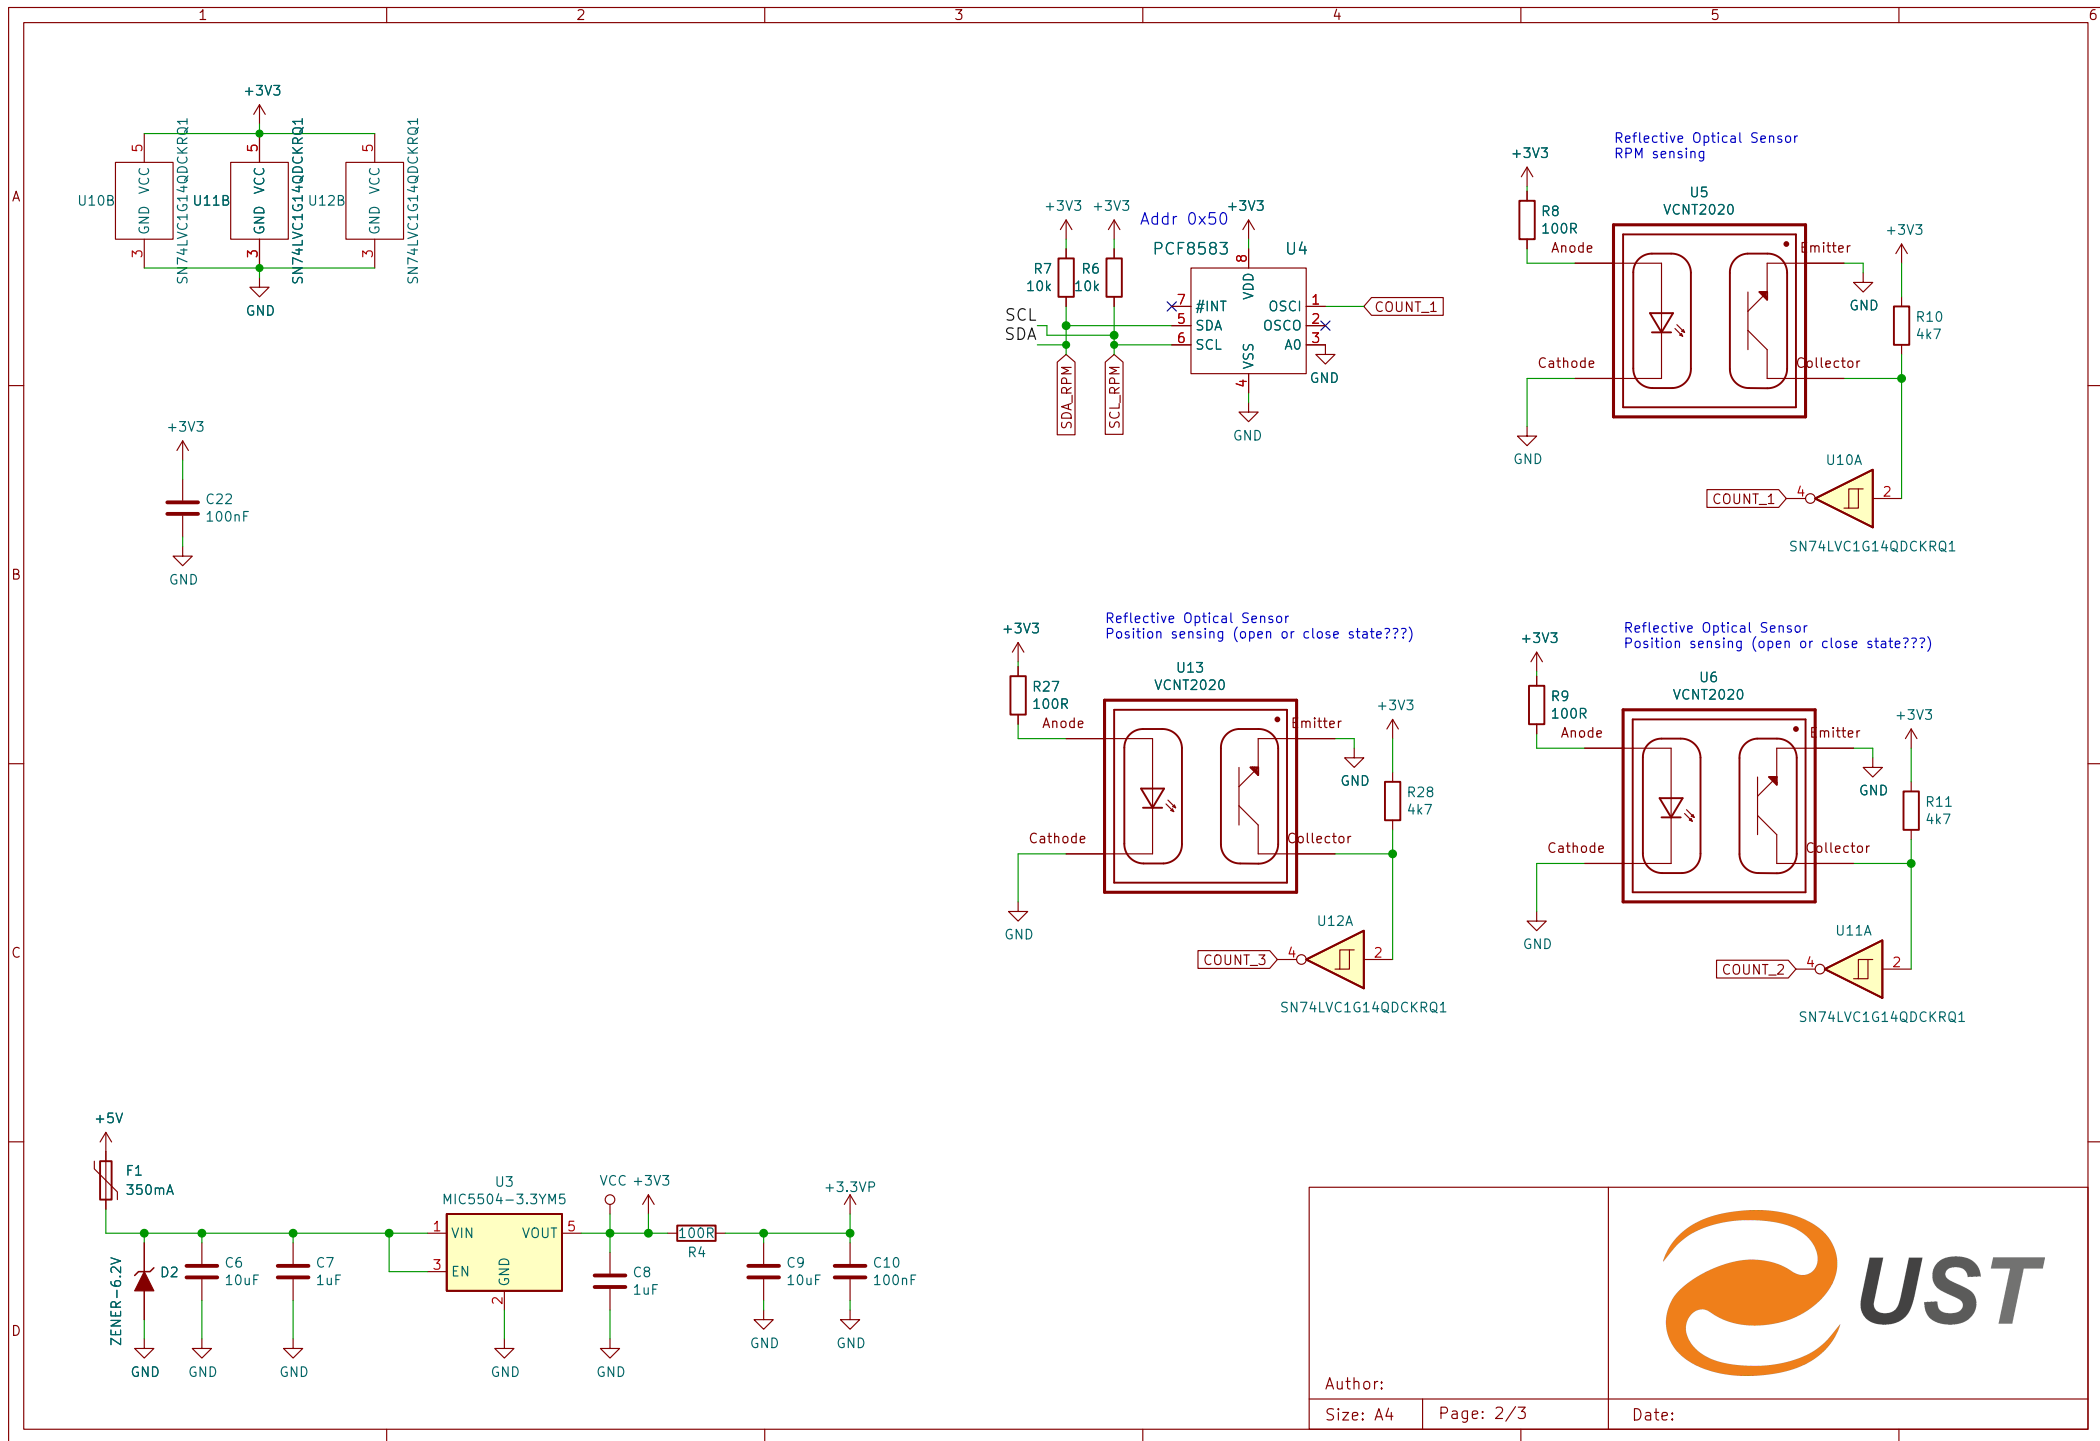 1
2
3
4
5
6
A
B
C
D
+3V3
5
5
5
U10B
VCC
GND
SN74LVC1G14QDCKRQ1
U11B
VCC
GND
SN74LVC1G14QDCKRQ1
U12B
VCC
GND
SN74LVC1G14QDCKRQ1
3
3
3
GND
+3V3
C22
100nF
GND
+3V3
+3V3
Addr 0x50
+3V3
PCF8583
U4
R7
10k
R6
10k
8
VDD
7
#INT
OSCI
1
COUNT_1
SCL
5
SDA
OSCO
2
SDA
6
SCL
A0
3
VSS
4
GND
SDA_RPM
SCL_RPM
GND
Reflective Optical Sensor
RPM sensing
+3V3
U5
VCNT2020
R8
100R
Anode
Emitter
+3V3
GND
R10
4k7
Cathode
Collector
GND
U10A
COUNT_1
4
2
SN74LVC1G14QDCKRQ1
Reflective Optical Sensor
Position sensing (open or close state???)
+3V3
U13
VCNT2020
R27
100R
Anode
Emitter
+3V3
GND
R28
4k7
Cathode
Collector
GND
U12A
COUNT_3
4
2
SN74LVC1G14QDCKRQ1
Reflective Optical Sensor
Position sensing (open or close state???)
+3V3
U6
VCNT2020
R9
100R
Anode
Emitter
+3V3
GND
R11
4k7
Cathode
Collector
GND
U11A
COUNT_2
4
2
SN74LVC1G14QDCKRQ1
+5V
F1
350mA
U3
MIC5504-3.3YM5
VCC
+3V3
+3.3VP
1
VIN
VOUT
5
100R
R4
3
EN
GND
2
ZENER-6.2V
D2
C6
10uF
C7
1uF
C8
1uF
C9
10uF
C10
100nF
GND
GND
GND
GND
GND
GND
GND
UST
Author:
Size: A4
Page: 2/3
Date: